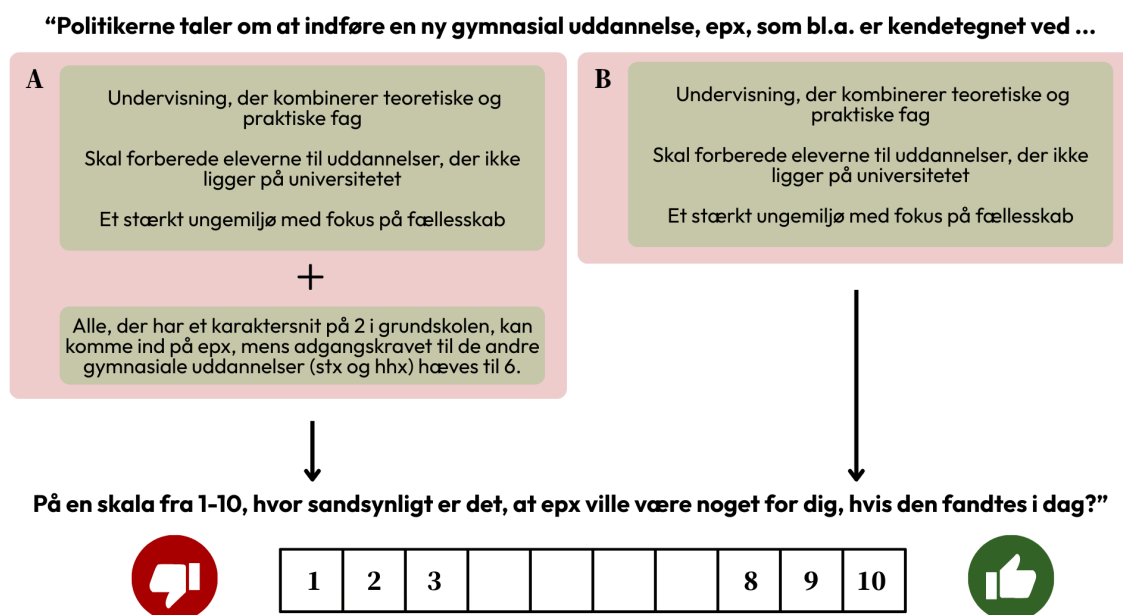 “Politikerne taler om at indføre en ny gymnasial uddannelse, epx, som bl.a. er kendetegnet ved ...
A
Undervisning, der kombinerer teoretiske og
praktiske fag
Skal forberede eleverne til uddannelser, der ikke
ligger på universitetet
Et stærkt ungemiljø med fokus på fællesskab
+
Alle, der har et karaktersnit på 2 i grundskolen, kan
komme ind på epx, mens adgangskravet til de andre
gymnasiale uddannelser (stx og hhx) hæves til 6.
B
Undervisning, der kombinerer teoretiske og
praktiske fag
Skal forberede eleverne til uddannelser, der ikke
ligger på universitetet
Et stærkt ungemiljø med fokus på fællesskab
På en skala fra 1-10, hvor sandsynligt er det, at epx ville være noget for dig, hvis den fandtes i dag?”
1 2 3 8 9 10